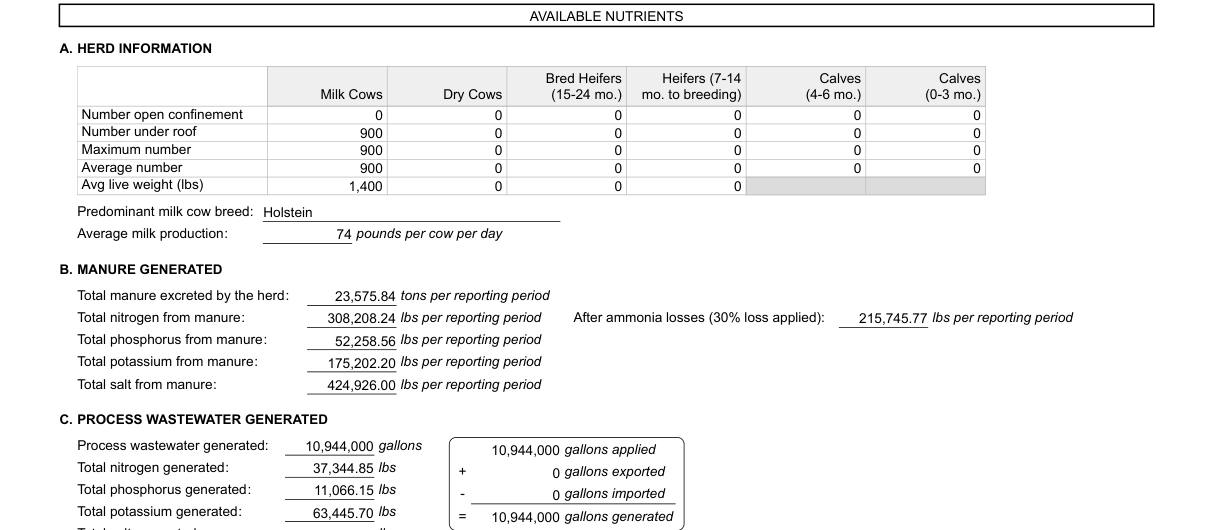 AVAILABLE NUTRIENTS
A. HERD INFORMATION
Milk Cows Dry Cows Bred Heifers (15-24 mo.) Heifers (7-14 mo. to breeding) Calves (4-6 mo.) Calves (0-3 mo.)
Number open confinement 0 0 0 0 0 0
Number under roof 900 0 0 0 0 0
Maximum number 900 0 0 0 0 0
Average number 900 0 0 0 0 0
Avg live weight (lbs) 1,400 0 0 0
Predominant milk cow breed: Holstein
Average milk production: 74 pounds per cow per day
B. MANURE GENERATED
Total manure excreted by the herd: 23,575.84 tons per reporting period
Total nitrogen from manure: 308,208.24 lbs per reporting period After ammonia losses (30% loss applied): 215,745.77 lbs per reporting period
Total phosphorus from manure: 52,258.56 lbs per reporting period
Total potassium from manure: 175,202.20 lbs per reporting period
Total salt from manure: 424,926.00 lbs per reporting period
C. PROCESS WASTEWATER GENERATED
Process wastewater generated: 10,944,000 gallons
Total nitrogen generated: 37,344.85 lbs
Total phosphorus generated: 11,066.15 lbs
Total potassium generated: 63,445.70 lbs
10,944,000 gallons applied
+ 0 gallons exported
- 0 gallons imported
= 10,944,000 gallons generated